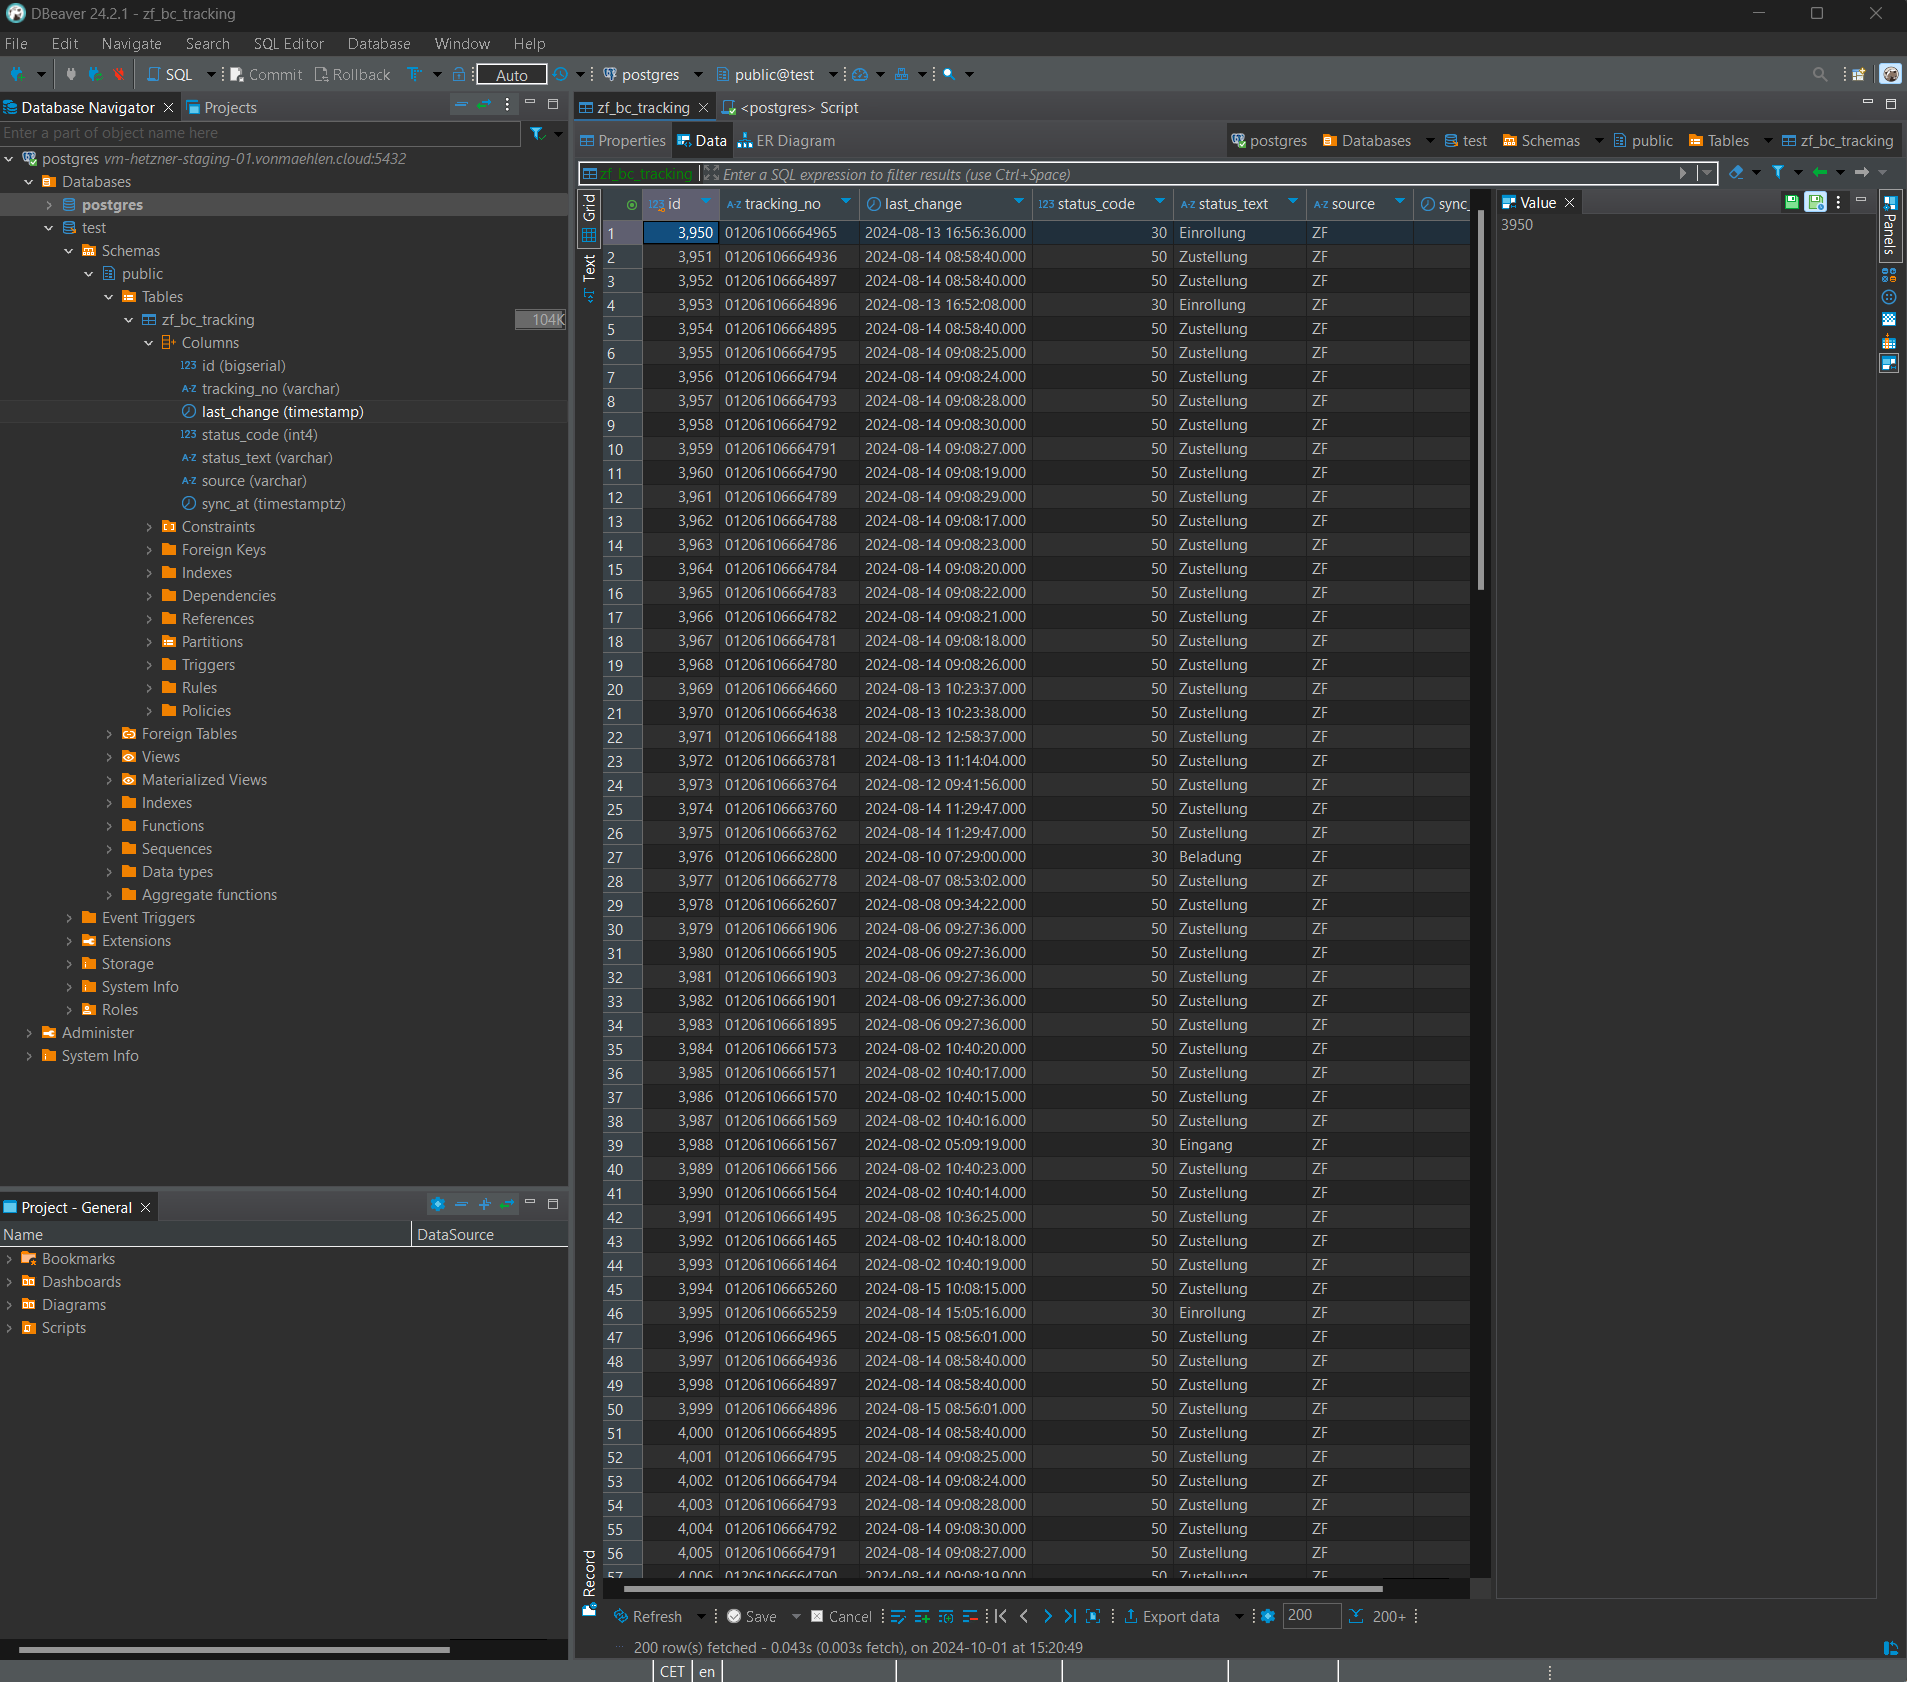 DBeaver 24.2.1 - zf_bc_tracking
File Edit Navigate Search SQL Editor Database Window Help
SQL Commit Rollback Auto postgres public@test
Database Navigator Projects
Enter a part of object name here
postgres vm-hetzner-staging-01.vonmaehlen.cloud:5432
Databases
postgres
test
Schemas
public
Tables
zf_bc_tracking 104K
Columns
id (bigserial)
tracking_no (varchar)
last_change (timestamp)
status_code (int4)
status_text (varchar)
source (varchar)
sync_at (timestamptz)
Constraints
Foreign Keys
Indexes
Dependencies
References
Partitions
Triggers
Rules
Policies
Foreign Tables
Views
Materialized Views
Indexes
Functions
Sequences
Data types
Aggregate functions
Event Triggers
Extensions
Storage
System Info
Roles
Administer
System Info
Project - General
Name DataSource
Bookmarks
Dashboards
Diagrams
Scripts
zf_bc_tracking <postgres> Script
Properties Data ER Diagram postgres Databases test Schemas public Tables zf_bc_tracking
zf_bc_tracking Enter a SQL expression to filter results (use Ctrl+Space)
Grid
Text
Record
id tracking_no last_change status_code status_text source sync_
1 3,950 01206106664965 2024-08-13 16:56:36.000 30 Einrollung ZF
2 3,951 01206106664936 2024-08-14 08:58:40.000 50 Zustellung ZF
3 3,952 01206106664897 2024-08-14 08:58:40.000 50 Zustellung ZF
4 3,953 01206106664896 2024-08-13 16:52:08.000 30 Einrollung ZF
5 3,954 01206106664895 2024-08-14 08:58:40.000 50 Zustellung ZF
6 3,955 01206106664795 2024-08-14 09:08:25.000 50 Zustellung ZF
7 3,956 01206106664794 2024-08-14 09:08:24.000 50 Zustellung ZF
8 3,957 01206106664793 2024-08-14 09:08:28.000 50 Zustellung ZF
9 3,958 01206106664792 2024-08-14 09:08:30.000 50 Zustellung ZF
10 3,959 01206106664791 2024-08-14 09:08:27.000 50 Zustellung ZF
11 3,960 01206106664790 2024-08-14 09:08:19.000 50 Zustellung ZF
12 3,961 01206106664789 2024-08-14 09:08:29.000 50 Zustellung ZF
13 3,962 01206106664788 2024-08-14 09:08:17.000 50 Zustellung ZF
14 3,963 01206106664786 2024-08-14 09:08:23.000 50 Zustellung ZF
15 3,964 01206106664784 2024-08-14 09:08:20.000 50 Zustellung ZF
16 3,965 01206106664783 2024-08-14 09:08:22.000 50 Zustellung ZF
17 3,966 01206106664782 2024-08-14 09:08:21.000 50 Zustellung ZF
18 3,967 01206106664781 2024-08-14 09:08:18.000 50 Zustellung ZF
19 3,968 01206106664780 2024-08-14 09:08:26.000 50 Zustellung ZF
20 3,969 01206106664660 2024-08-13 10:23:37.000 50 Zustellung ZF
21 3,970 01206106664638 2024-08-13 10:23:38.000 50 Zustellung ZF
22 3,971 01206106664188 2024-08-12 12:58:37.000 50 Zustellung ZF
23 3,972 01206106663781 2024-08-13 11:14:04.000 50 Zustellung ZF
24 3,973 01206106663764 2024-08-12 09:41:56.000 50 Zustellung ZF
25 3,974 01206106663760 2024-08-14 11:29:47.000 50 Zustellung ZF
26 3,975 01206106663762 2024-08-14 11:29:47.000 50 Zustellung ZF
27 3,976 01206106662800 2024-08-10 07:29:00.000 30 Beladung ZF
28 3,977 01206106662778 2024-08-07 08:53:02.000 50 Zustellung ZF
29 3,978 01206106662607 2024-08-08 09:34:22.000 50 Zustellung ZF
30 3,979 01206106661906 2024-08-06 09:27:36.000 50 Zustellung ZF
31 3,980 01206106661905 2024-08-06 09:27:36.000 50 Zustellung ZF
32 3,981 01206106661903 2024-08-06 09:27:36.000 50 Zustellung ZF
33 3,982 01206106661901 2024-08-06 09:27:36.000 50 Zustellung ZF
34 3,983 01206106661895 2024-08-06 09:27:36.000 50 Zustellung ZF
35 3,984 01206106661573 2024-08-02 10:40:20.000 50 Zustellung ZF
36 3,985 01206106661571 2024-08-02 10:40:17.000 50 Zustellung ZF
37 3,986 01206106661570 2024-08-02 10:40:15.000 50 Zustellung ZF
38 3,987 01206106661569 2024-08-02 10:40:16.000 50 Zustellung ZF
39 3,988 01206106661567 2024-08-02 05:09:19.000 30 Eingang ZF
40 3,989 01206106661566 2024-08-02 10:40:23.000 50 Zustellung ZF
41 3,990 01206106661564 2024-08-02 10:40:14.000 50 Zustellung ZF
42 3,991 01206106661495 2024-08-08 10:36:25.000 50 Zustellung ZF
43 3,992 01206106661465 2024-08-02 10:40:18.000 50 Zustellung ZF
44 3,993 01206106661464 2024-08-02 10:40:19.000 50 Zustellung ZF
45 3,994 01206106665260 2024-08-15 10:08:15.000 50 Zustellung ZF
46 3,995 01206106665259 2024-08-14 15:05:16.000 30 Einrollung ZF
47 3,996 01206106664965 2024-08-15 08:56:01.000 50 Zustellung ZF
48 3,997 01206106664936 2024-08-14 08:58:40.000 50 Zustellung ZF
49 3,998 01206106664897 2024-08-14 08:58:40.000 50 Zustellung ZF
50 3,999 01206106664896 2024-08-15 08:56:01.000 50 Zustellung ZF
51 4,000 01206106664895 2024-08-14 08:58:40.000 50 Zustellung ZF
52 4,001 01206106664795 2024-08-14 09:08:25.000 50 Zustellung ZF
53 4,002 01206106664794 2024-08-14 09:08:24.000 50 Zustellung ZF
54 4,003 01206106664793 2024-08-14 09:08:28.000 50 Zustellung ZF
55 4,004 01206106664792 2024-08-14 09:08:30.000 50 Zustellung ZF
56 4,005 01206106664791 2024-08-14 09:08:27.000 50 Zustellung ZF
57 4,006 01206106664790 2024-08-14 09:08:19.000 50 Zustellung ZF
Value
3950
Panels
Refresh Save Cancel Export data 200 200+
200 row(s) fetched - 0.043s (0.003s fetch), on 2024-10-01 at 15:20:49
CET en